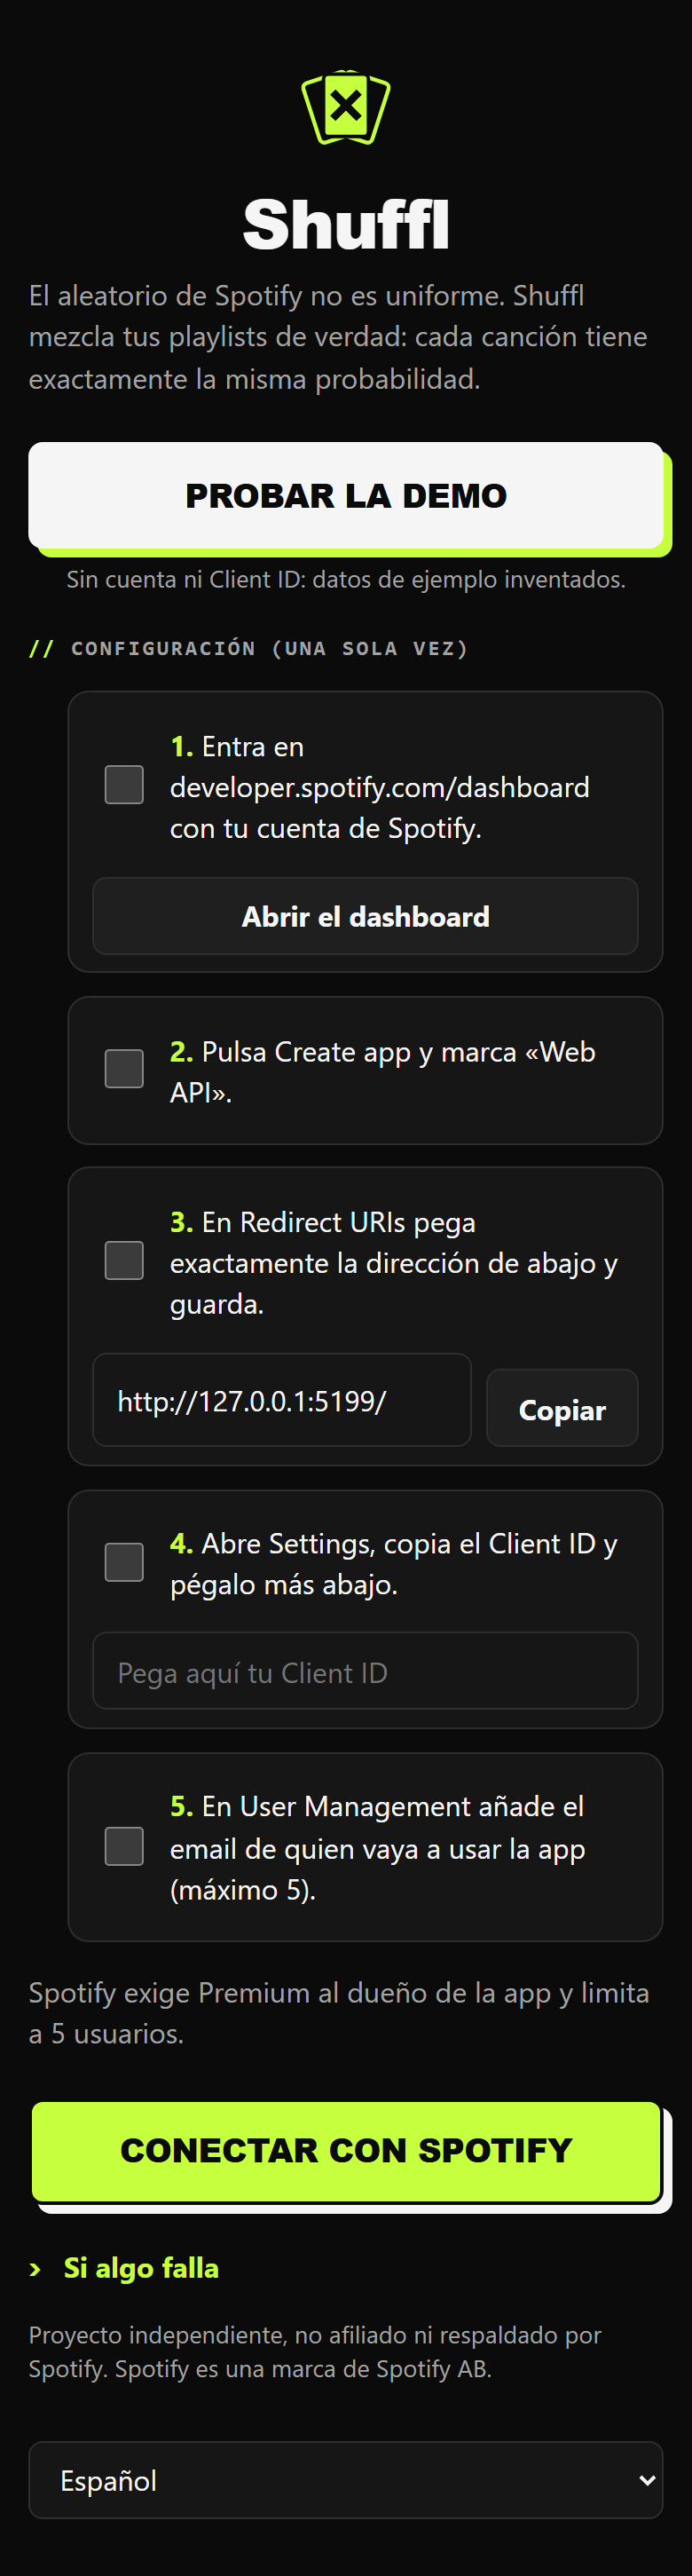 Shuffl
El aleatorio de Spotify no es uniforme. Shuffl
mezcla tus playlists de verdad: cada canción tiene
exactamente la misma probabilidad.
PROBAR LA DEMO
Sin cuenta ni Client ID: datos de ejemplo inventados.
// CONFIGURACIÓN (UNA SOLA VEZ)
1. Entra en
developer.spotify.com/dashboard
con tu cuenta de Spotify.
Abrir el dashboard
2. Pulsa Create app y marca «Web
API».
3. En Redirect URIs pega
exactamente la dirección de abajo y
guarda.
http://127.0.0.1:5199/
Copiar
4. Abre Settings, copia el Client ID y
pégalo más abajo.
Pega aquí tu Client ID
5. En User Management añade el
email de quien vaya a usar la app
(máximo 5).
Spotify exige Premium al dueño de la app y limita
a 5 usuarios.
CONECTAR CON SPOTIFY
› Si algo falla
Proyecto independiente, no afiliado ni respaldado por
Spotify. Spotify es una marca de Spotify AB.
Español